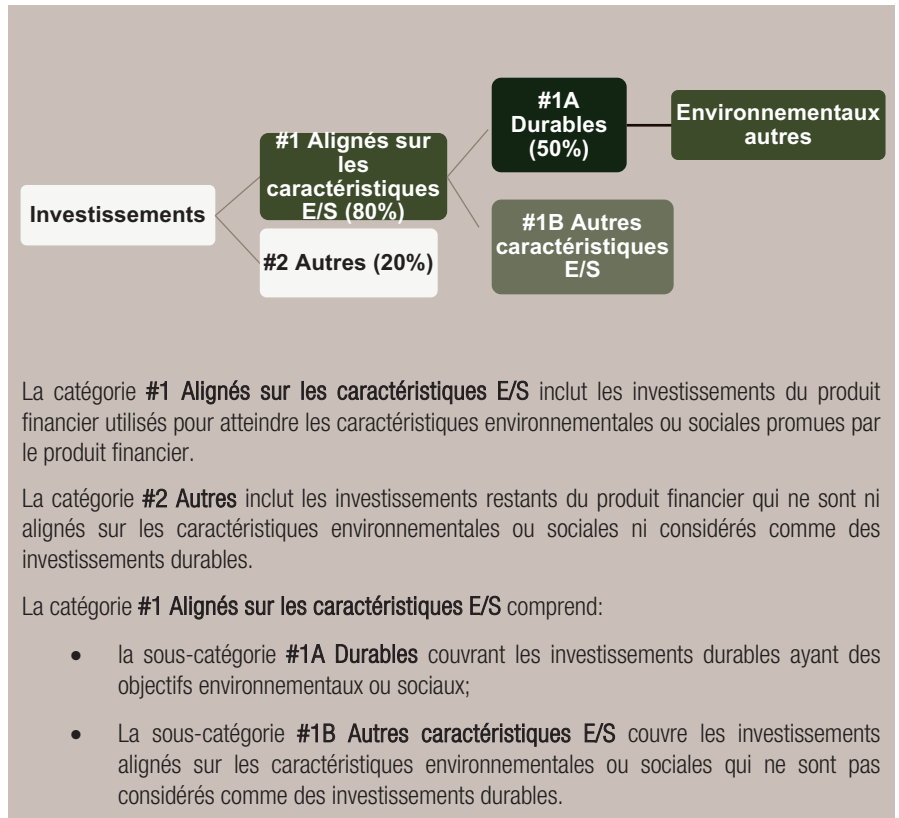 #1A
Durables
(50%)
Environnementaux
autres
#1 Alignés sur
les
caractéristiques
E/S (80%)
Investissements
#1B Autres
caractéristiques
E/S
#2 Autres (20%)
La catégorie #1 Alignés sur les caractéristiques E/S inclut les investissements du produit
financier utilisés pour atteindre les caractéristiques environnementales ou sociales promues par
le produit financier.
La catégorie #2 Autres inclut les investissements restants du produit financier qui ne sont ni
alignés sur les caractéristiques environnementales ou sociales ni considérés comme des
investissements durables.
La catégorie #1 Alignés sur les caractéristiques E/S comprend:
• la sous-catégorie #1A Durables couvrant les investissements durables ayant des
objectifs environnementaux ou sociaux;
• La sous-catégorie #1B Autres caractéristiques E/S couvre les investissements
alignés sur les caractéristiques environnementales ou sociales qui ne sont pas
considérés comme des investissements durables.